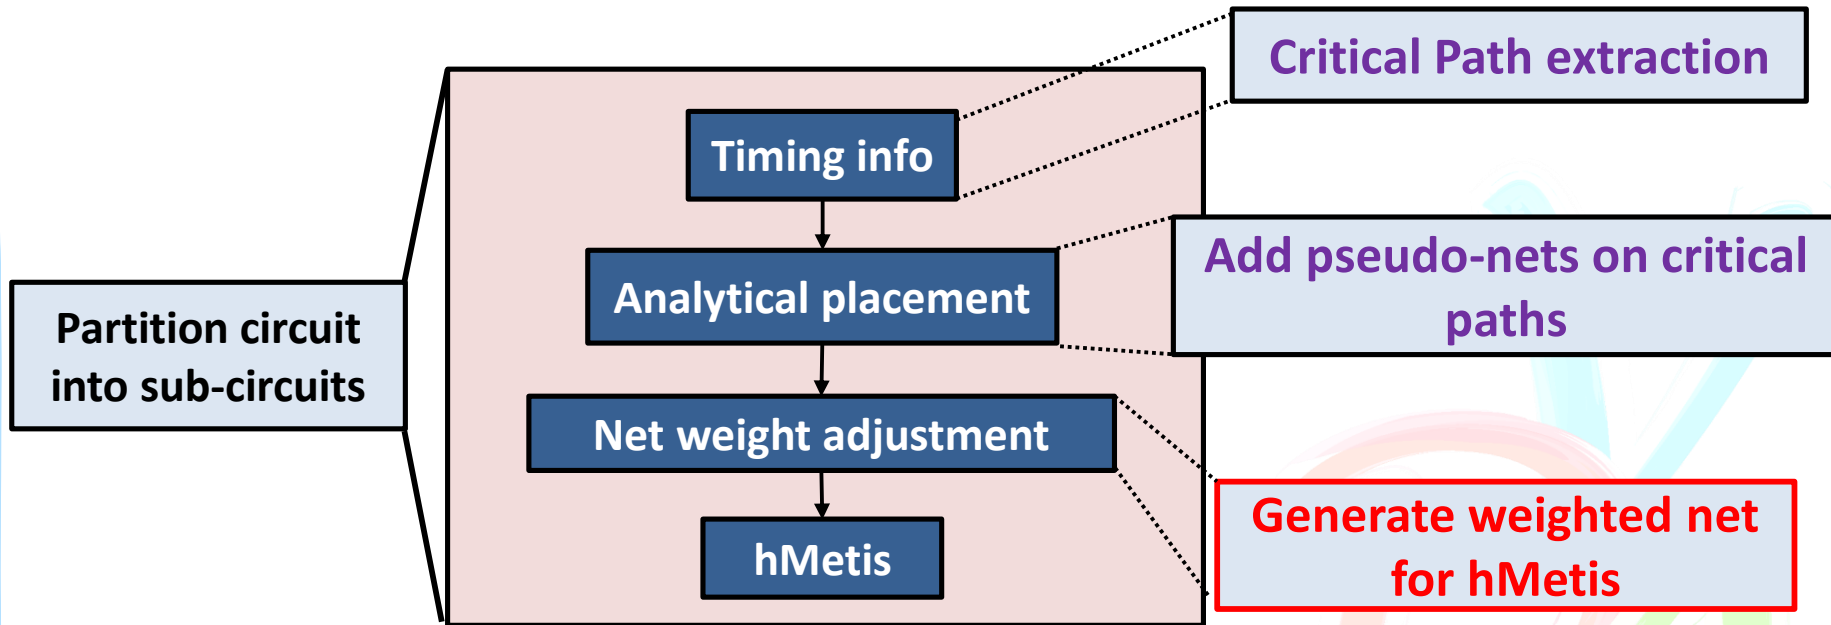 Critical Path extraction
Timing info
Add pseudo-nets on critical
paths
Analytical placement
Partition circuit
into sub-circuits
Net weight adjustment
Generate weighted net
for hMetis
hMetis